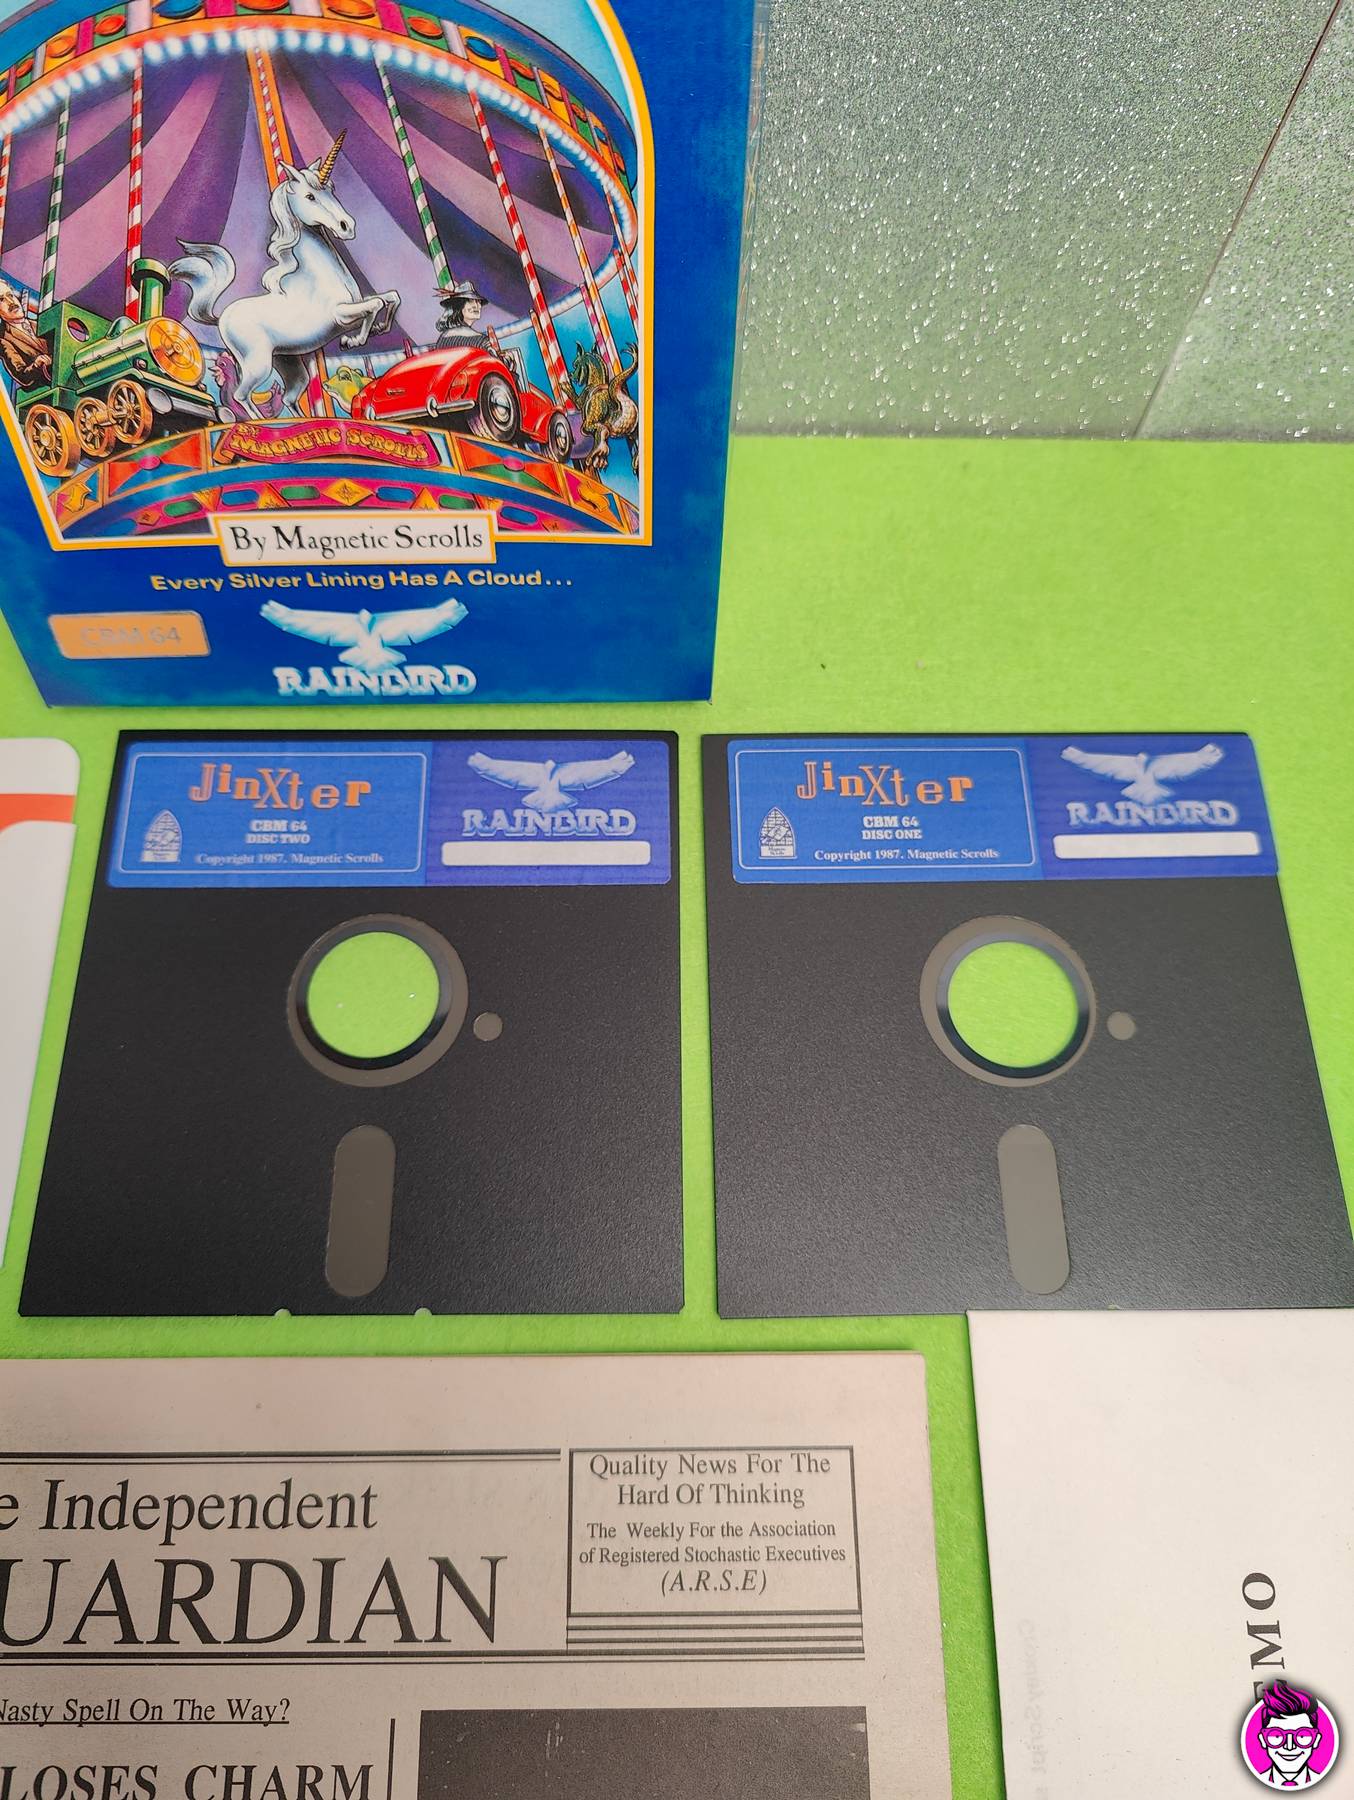 BY
MAGNETIC SCROLLS
By Magnetic Scrolls
Every Silver Lining Has A Cloud...
CBM 64
RAINBIRD
JinXter
CBM 64
DISC TWO
Copyright 1987. Magnetic Scrolls
RAINBIRD
JinXter
CBM 64
DISC ONE
Copyright 1987. Magnetic Scrolls
RAINBIRD
e Independent
UARDIAN
Quality News For The
Hard Of Thinking
The Weekly For the Association
of Registered Stochastic Executives
(A.R.S.E)
Nasty Spell On The Way?
LOSES CHARM
EMO